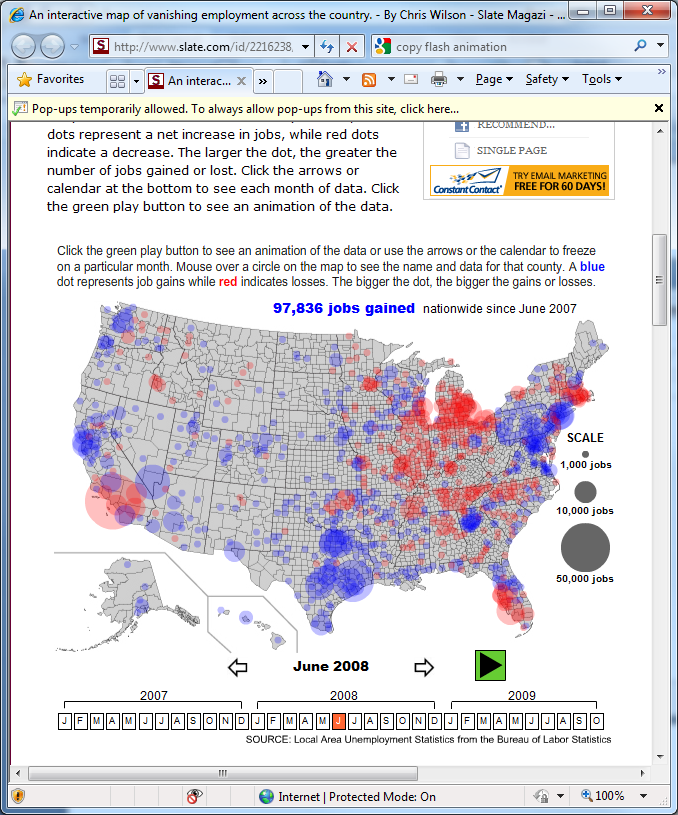 An interactive map of vanishing employment across the country. - By Chris Wilson - Slate Magazi - ...
http://www.slate.com/id/2216238,
copy flash animation
Favorites
An interac...
Page
Safety
Tools
Pop-ups temporarily allowed. To always allow pop-ups from this site, click here...
dots represent a net increase in jobs, while red dots
indicate a decrease. The larger the dot, the greater the
number of jobs gained or lost. Click the arrows or
calendar at the bottom to see each month of data. Click
the green play button to see an animation of the data.
RECOMMEND...
SINGLE PAGE
Constant Contact
TRY EMAIL MARKETING
FREE FOR 60 DAYS!
Click the green play button to see an animation of the data or use the arrows or the calendar to freeze
on a particular month. Mouse over a circle on the map to see the name and data for that county. A blue
dot represents job gains while red indicates losses. The bigger the dot, the bigger the gains or losses.
97,836 jobs gained nationwide since June 2007
SCALE
1,000 jobs
10,000 jobs
50,000 jobs
June 2008
2007 2008 2009
J F M A M J J A S O N D J F M A M J J A S O N D J F M A M J J A S O
SOURCE: Local Area Unemployment Statistics from the Bureau of Labor Statistics
Internet | Protected Mode: On
100%